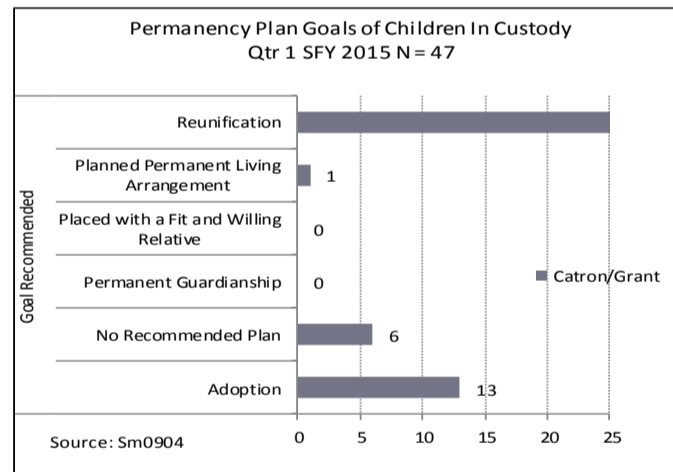 Permanency Plan Goals of Children In Custody
Qtr 1 SFY 2015 N = 47
Goal Recommended
Reunification
Planned Permanent Living
Arrangement
1
Placed with a Fit and Willing
Relative
0
Permanent Guardianship
0
Catron/Grant
No Recommended Plan
6
Adoption
13
0 5 10 15 20 25
Source: Sm0904